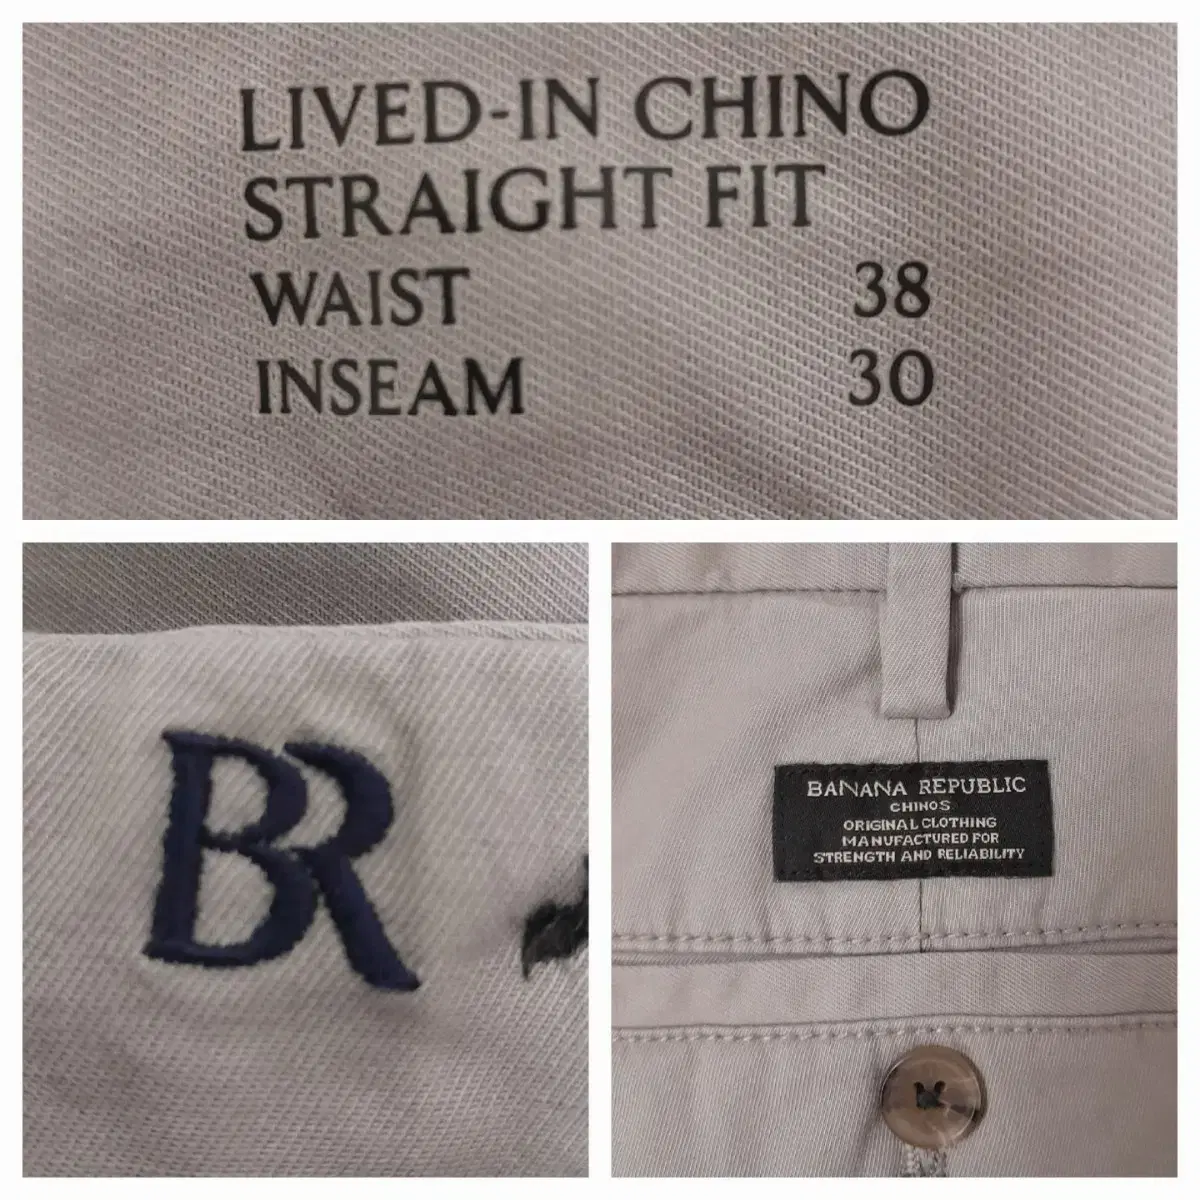 LIVED-IN CHINO
STRAIGHT FIT
WAIST 38
INSEAM 30
BR
BANANA REPUBLIC
CHINOS
ORIGINAL CLOTHING
MANUFACTURED FOR
STRENGTH AND RELIABILITY